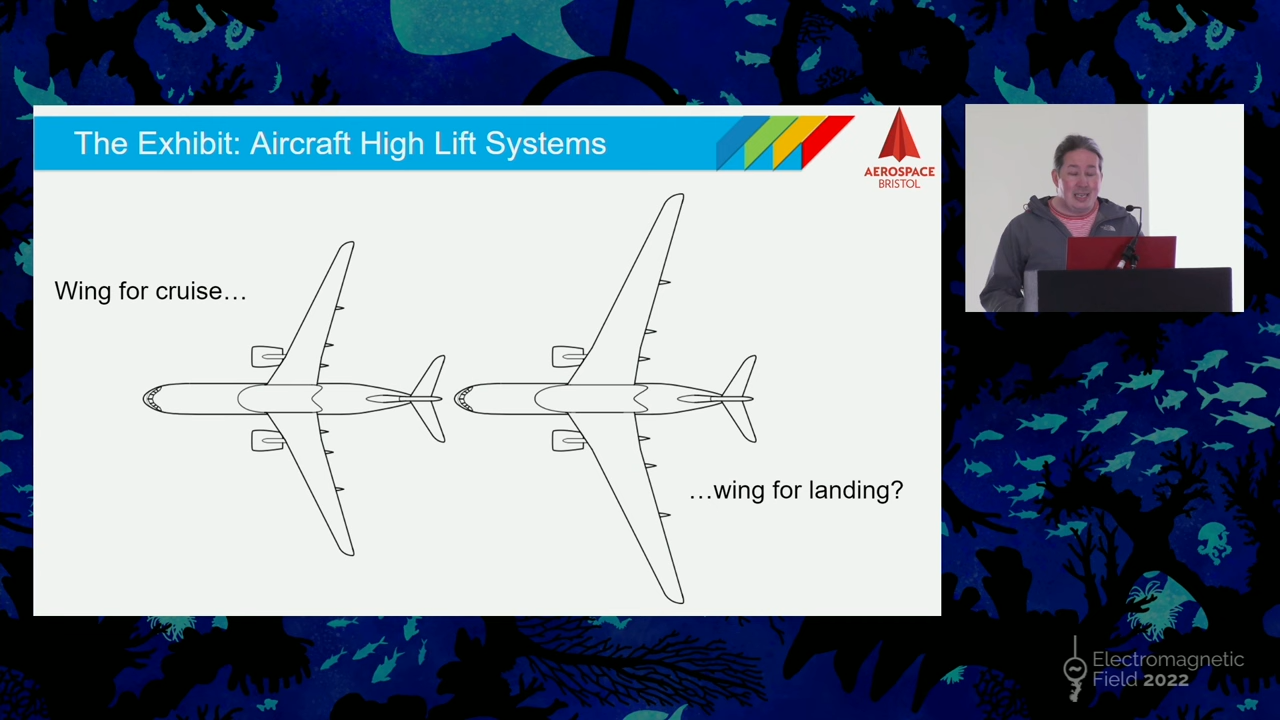 The Exhibit: Aircraft High Lift Systems
AEROSPACE
BRISTOL
Wing for cruise…
…wing for landing?
Electromagnetic
Field 2022